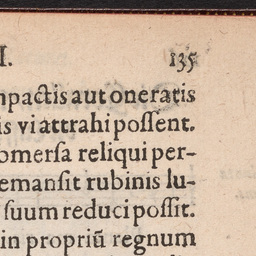 I. 135
mpactis aut oneratis
is vi attrahi possent.
omersa reliqui per-
emansit rubinis lu-
suum reduci possit.
in propriũ regnum